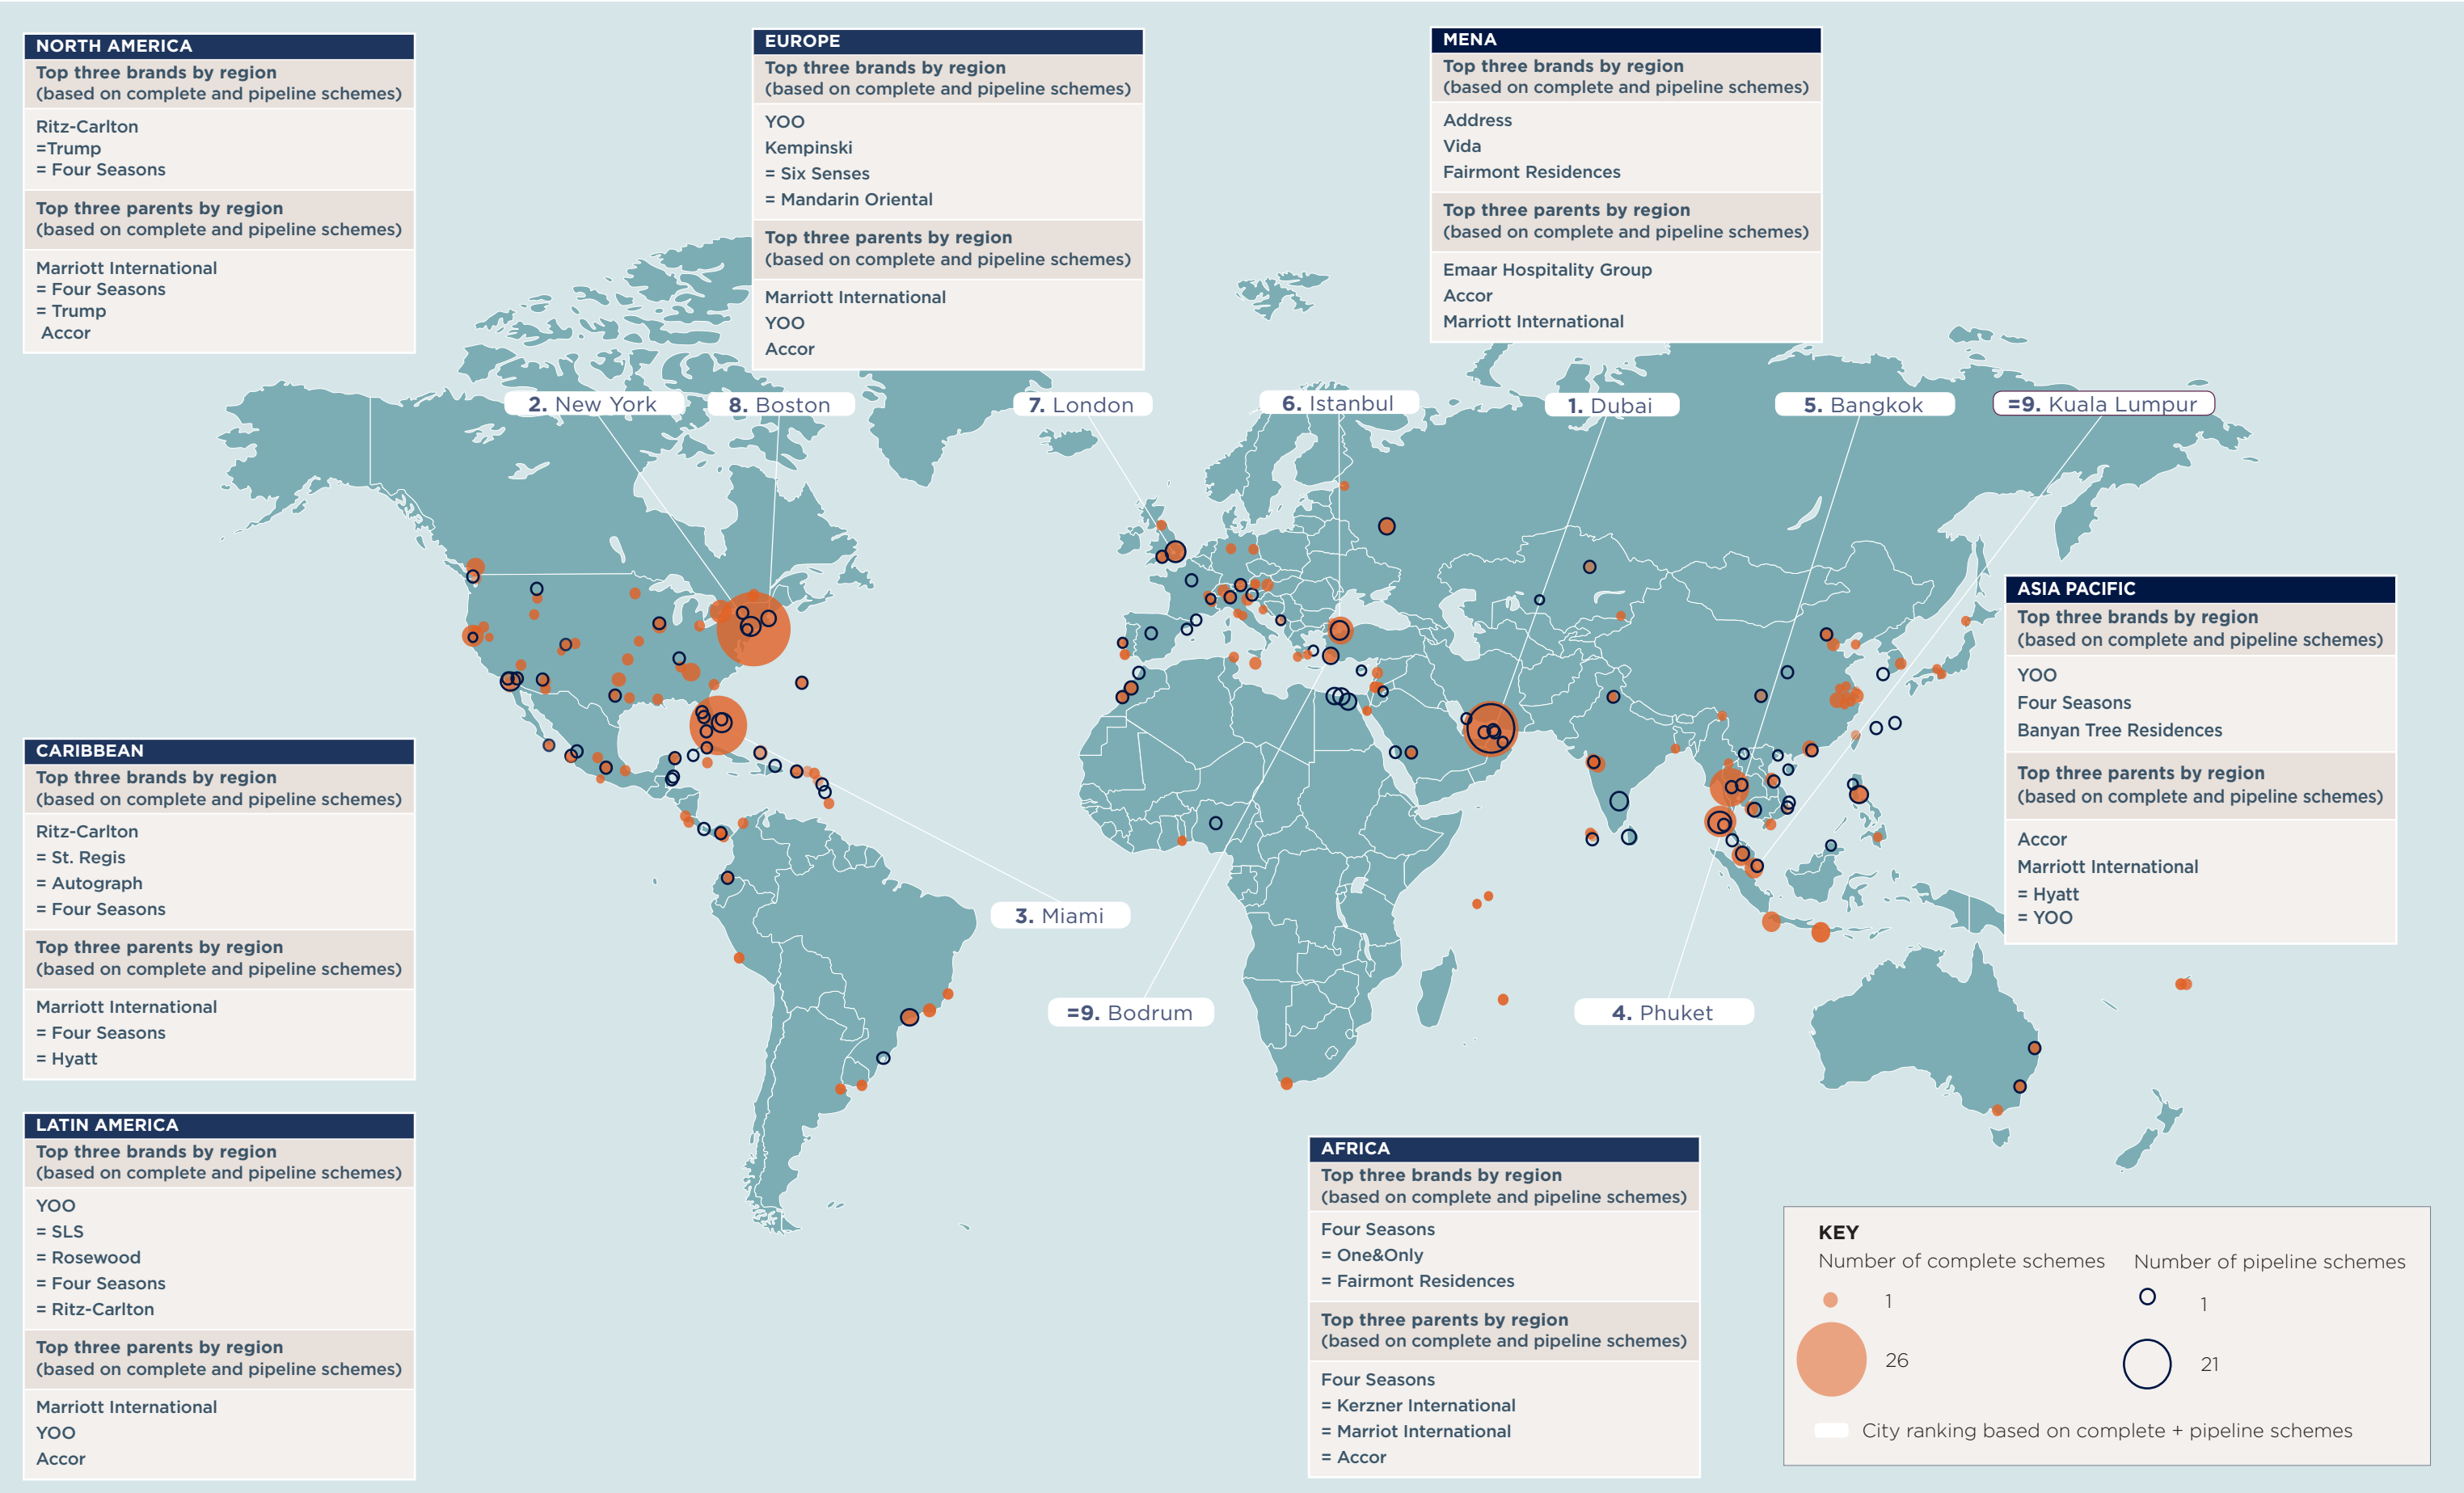 NORTH AMERICA
Top three brands by region
(based on complete and pipeline schemes)
Ritz-Carlton
=Trump
= Four Seasons
Top three parents by region
(based on complete and pipeline schemes)
Marriott International
= Four Seasons
= Trump
Accor
EUROPE
Top three brands by region
(based on complete and pipeline schemes)
YOO
Kempinski
= Six Senses
= Mandarin Oriental
Top three parents by region
(based on complete and pipeline schemes)
Marriott International
YOO
Accor
MENA
Top three brands by region
(based on complete and pipeline schemes)
Address
Vida
Fairmont Residences
Top three parents by region
(based on complete and pipeline schemes)
Emaar Hospitality Group
Accor
Marriott International
2. New York
8. Boston
7. London
6. Istanbul
1. Dubai
5. Bangkok
=9. Kuala Lumpur
ASIA PACIFIC
Top three brands by region
(based on complete and pipeline schemes)
YOO
Four Seasons
Banyan Tree Residences
Top three parents by region
(based on complete and pipeline schemes)
Accor
Marriott International
= Hyatt
= YOO
CARIBBEAN
Top three brands by region
(based on complete and pipeline schemes)
Ritz-Carlton
= St. Regis
= Autograph
= Four Seasons
Top three parents by region
(based on complete and pipeline schemes)
Marriott International
= Four Seasons
= Hyatt
3. Miami
=9. Bodrum
4. Phuket
LATIN AMERICA
Top three brands by region
(based on complete and pipeline schemes)
YOO
= SLS
= Rosewood
= Four Seasons
= Ritz-Carlton
Top three parents by region
(based on complete and pipeline schemes)
Marriott International
YOO
Accor
AFRICA
Top three brands by region
(based on complete and pipeline schemes)
Four Seasons
= One&Only
= Fairmont Residences
Top three parents by region
(based on complete and pipeline schemes)
Four Seasons
= Kerzner International
= Marriot International
= Accor
KEY
Number of complete schemes
Number of pipeline schemes
1
1
26
21
City ranking based on complete + pipeline schemes